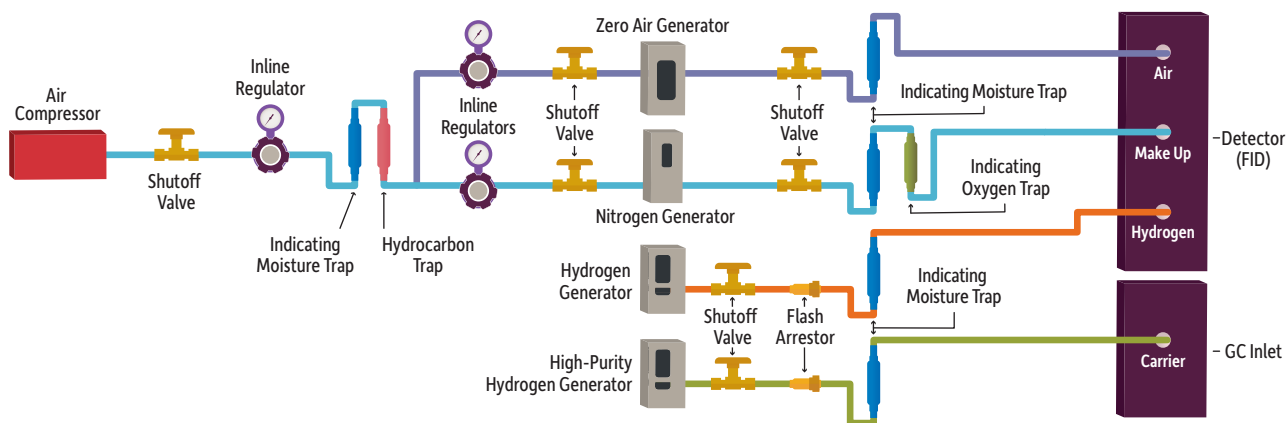 Zero Air Generator
Inline
Regulator
Air
Compressor
Shutoff
Valve
Inline
Regulators
Shutoff
Valve
Shutoff
Valve
Indicating Moisture Trap
Air
Make Up
Hydrogen
Detector
(FID)
Indicating
Oxygen Trap
Nitrogen Generator
Indicating
Moisture Trap
Hydrocarbon
Trap
Hydrogen
Generator
Shutoff
Valve
Flash
Arrestor
Indicating
Moisture Trap
High-Purity
Hydrogen Generator
Carrier
GC Inlet